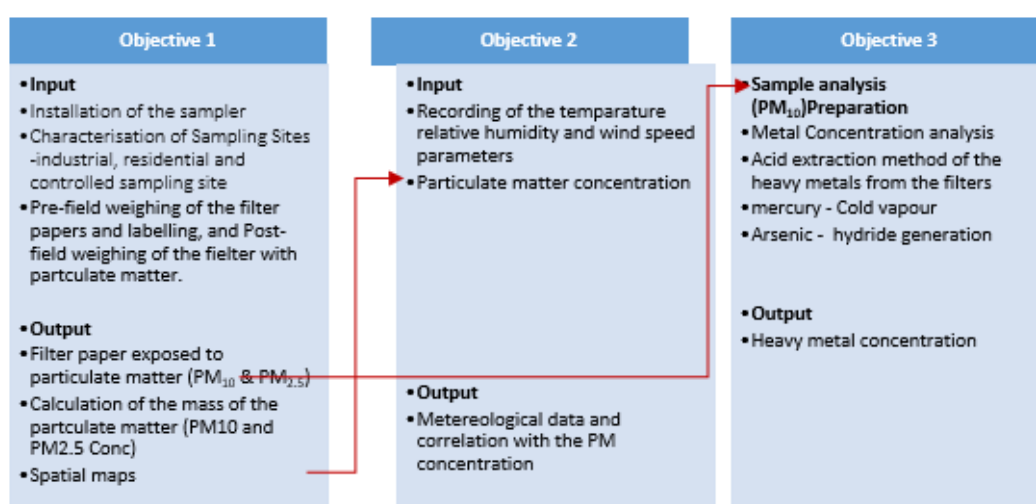 Objective 1
•Input
•Installation of the sampler
•Characterisation of Sampling Sites
-industrial, residential and
controlled sampling site
•Pre-field weighing of the filter
papers and labelling, and Post-
field weighing of the fielter with
partculate matter.
•Output
•Filter paper exposed to
particulate matter (PM₁₀ & PM₂.₅)
•Calculation of the mass of the
partculate matter (PM10 and
PM2.5 Conc)
•Spatial maps
Objective 2
•Input
•Recording of the temparature
relative humidity and wind speed
parameters
•Particulate matter concentration
•Output
•Metereological data and
correlation with the PM
concentration
Objective 3
•Sample analysis
(PM₁₀)Preparation
•Metal Concentration analysis
•Acid extraction method of the
heavy metals from the filters
•mercury - Cold vapour
•Arsenic - hydride generation
•Output
•Heavy metal concentration